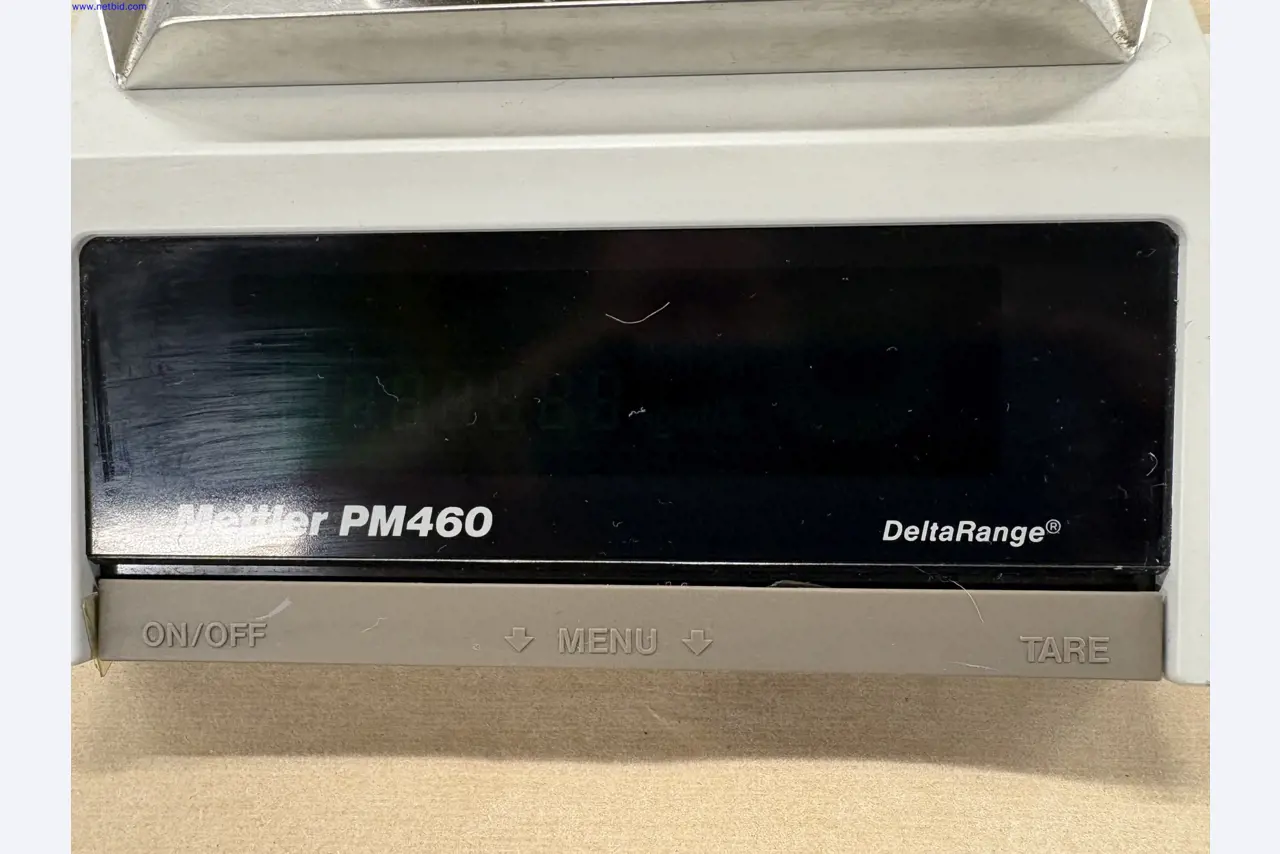 www.netbid.com
Mettler PM460
DeltaRange®
ON/OFF
MENU
TARE